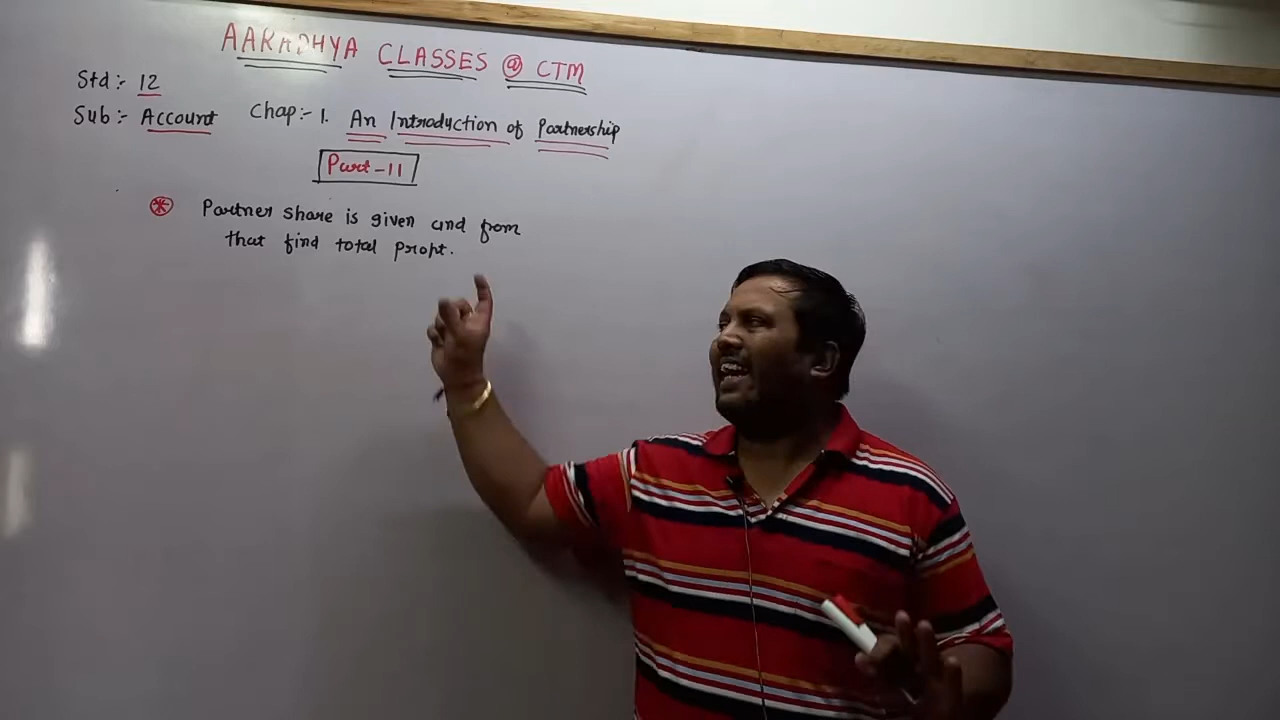 AARADHYA CLASSES @ CTM
Std :- 12
Sub :- Account Chap :- 1. An Introduction of Partnership
Part - 11
Partner share is given and from
that find total profit.